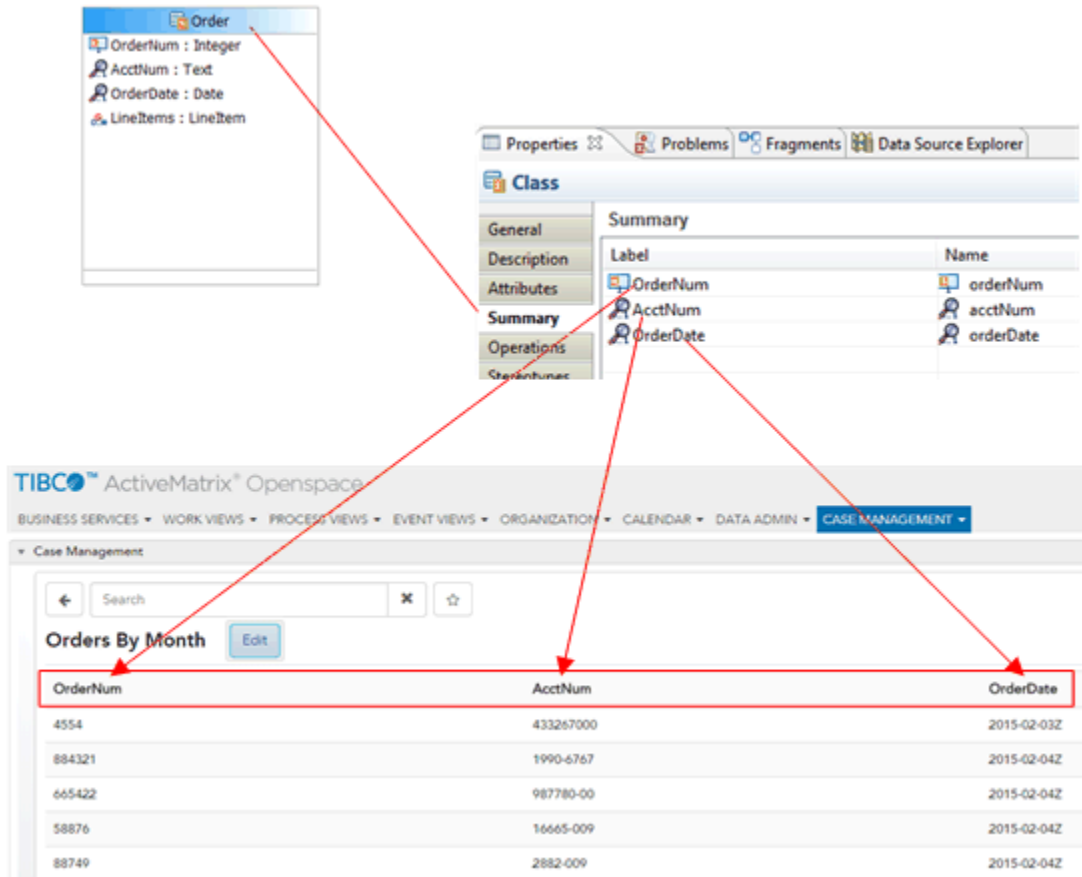 Order
OrderNum : Integer
AcctNum : Text
OrderDate : Date
LineItems : LineItem
Properties Problems Fragments Data Source Explorer
Class
General
Description
Attributes
Summary
Operations
Stereotypes
Summary
Label Name
OrderNum orderNum
AcctNum acctNum
OrderDate orderDate
TIBCO™ ActiveMatrix® Openspace
BUSINESS SERVICES WORK VIEWS PROCESS VIEWS EVENT VIEWS ORGANIZATION CALENDAR DATA ADMIN CASE MANAGEMENT
Case Management
Search
Orders By Month Edit
OrderNum AcctNum OrderDate
4554 433267000 2015-02-03Z
884321 1990-6767 2015-02-04Z
665422 987780-00 2015-02-04Z
58876 16665-009 2015-02-04Z
88749 2882-009 2015-02-04Z